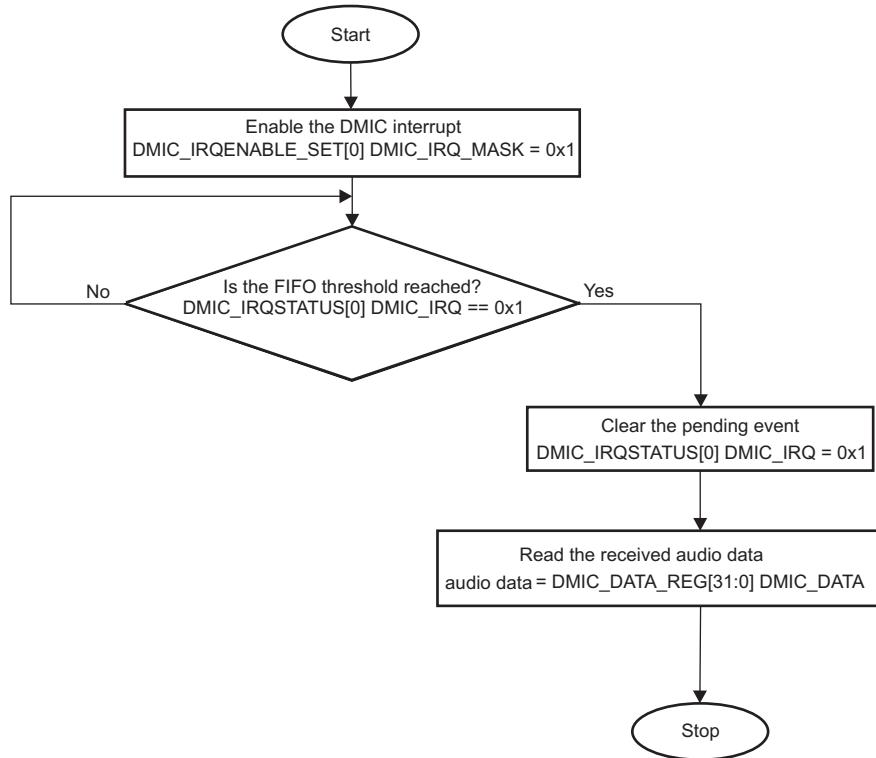 Start
Enable the DMIC interrupt
DMIC_IRQENABLE_SET[0] DMIC_IRQ_MASK = 0x1
Is the FIFO threshold reached?
DMIC_IRQSTATUS[0] DMIC_IRQ == 0x1
No
Yes
Clear the pending event
DMIC_IRQSTATUS[0] DMIC_IRQ = 0x1
Read the received audio data
audio data = DMIC_DATA_REG[31:0] DMIC_DATA
Stop